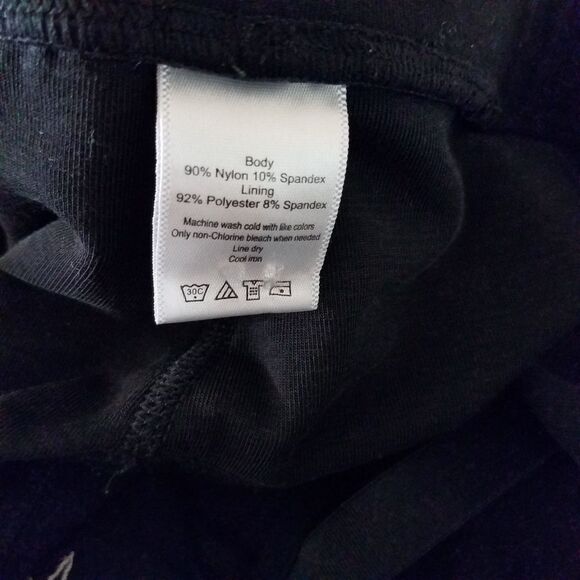 Body
90% Nylon 10% Spandex
Lining
92% Polyester 8% Spandex
Machine wash cold with like colors
Only non-Chlorine bleach when needed
Line dry
Cool iron
30C